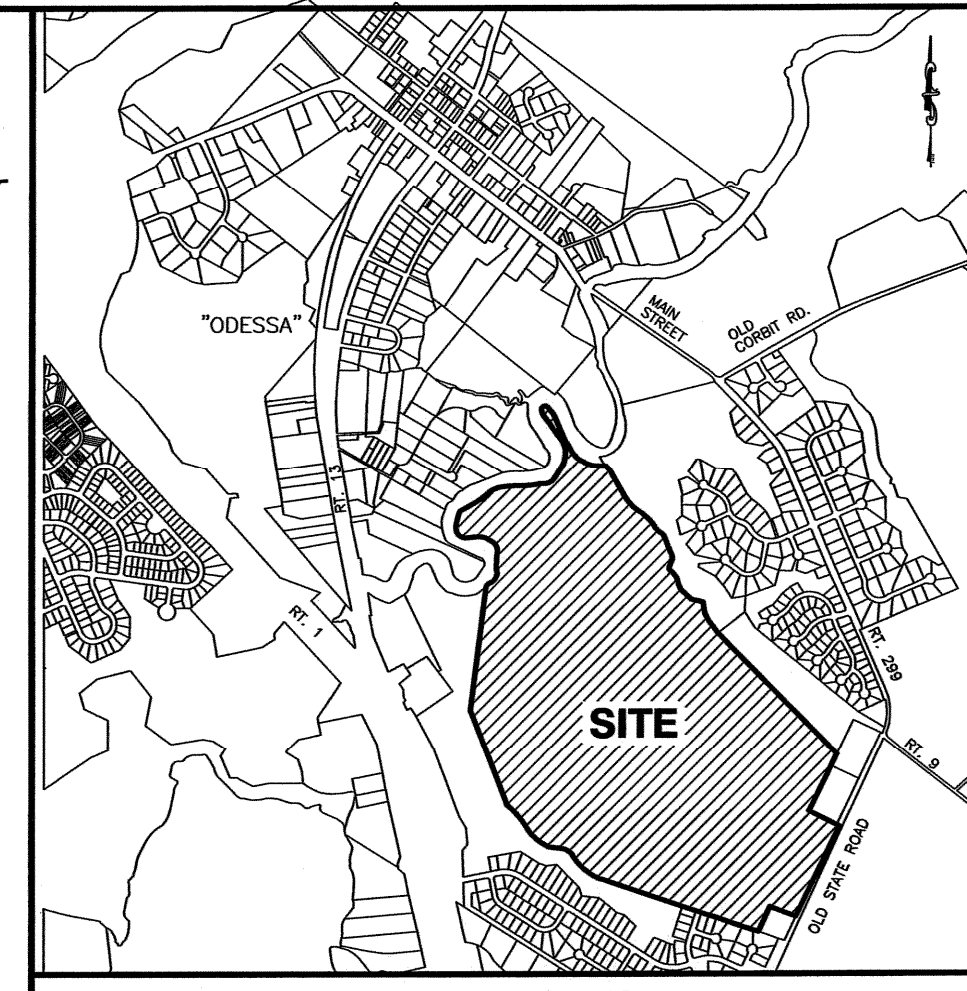 "ODESSA"
MAIN
STREET
OLD
CORBIT RD.
RT. 13
RT. 1
RT. 299
SITE
RT. 9
OLD STATE ROAD